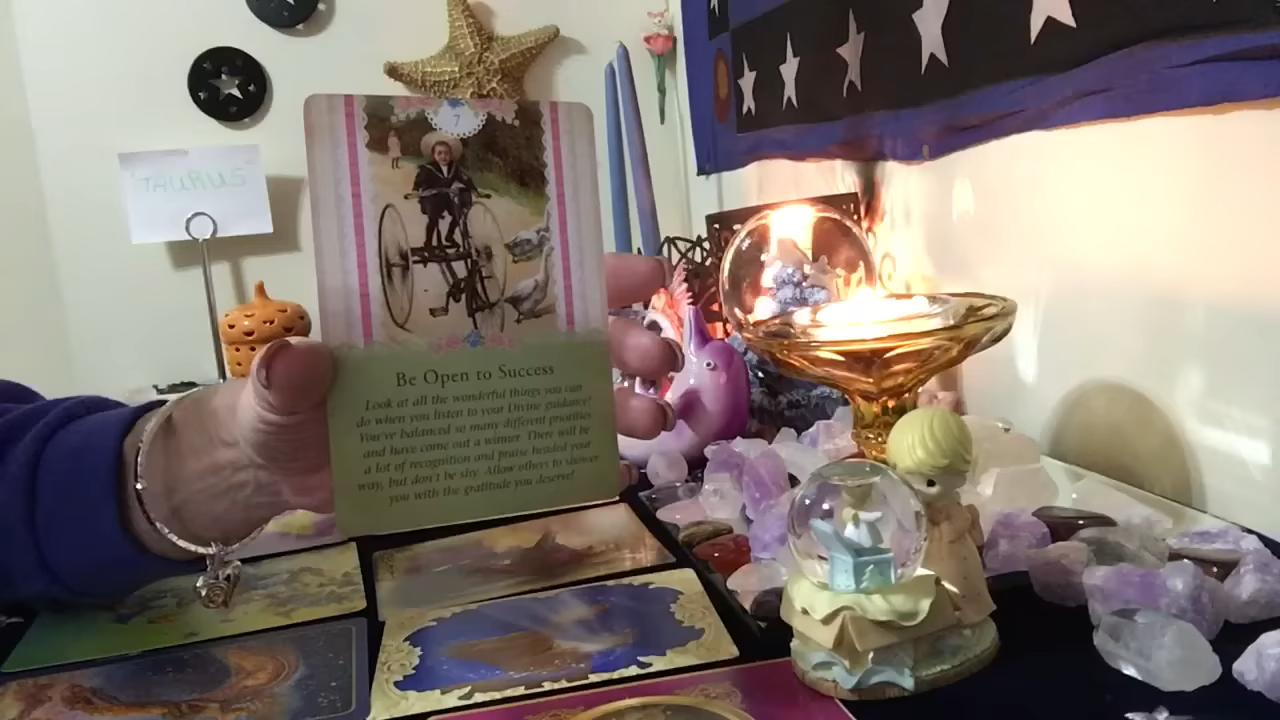 TAURUS
7
Be Open to Success
Look at all the wonderful things you can
do when you listen to your Divine guidance!
You've balanced so many different priorities
and have come out a winner. There will be
a lot of recognition and praise headed your
way, but don't be shy. Allow others to shower
you with the gratitude you deserve!